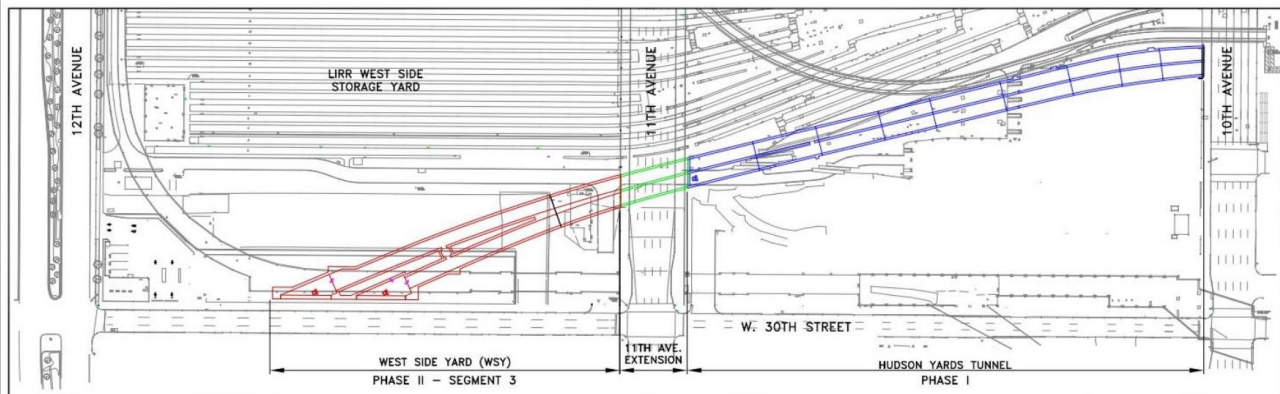 12TH AVENUE
LIRR WEST SIDE
STORAGE YARD
11TH AVENUE
10TH AVENUE
W. 30TH STREET
WEST SIDE YARD (WSY)
PHASE II – SEGMENT 3
11TH AVE.
EXTENSION
HUDSON YARDS TUNNEL
PHASE I